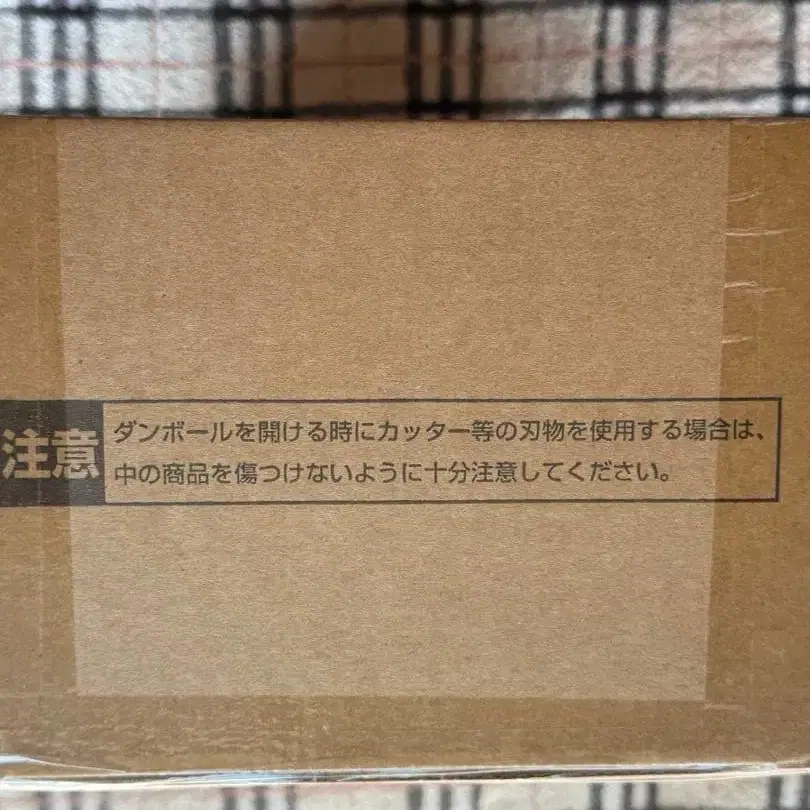 注意
ダンボールを開ける時にカッター等の刃物を使用する場合は、
中の商品を傷つけないように十分注意してください。